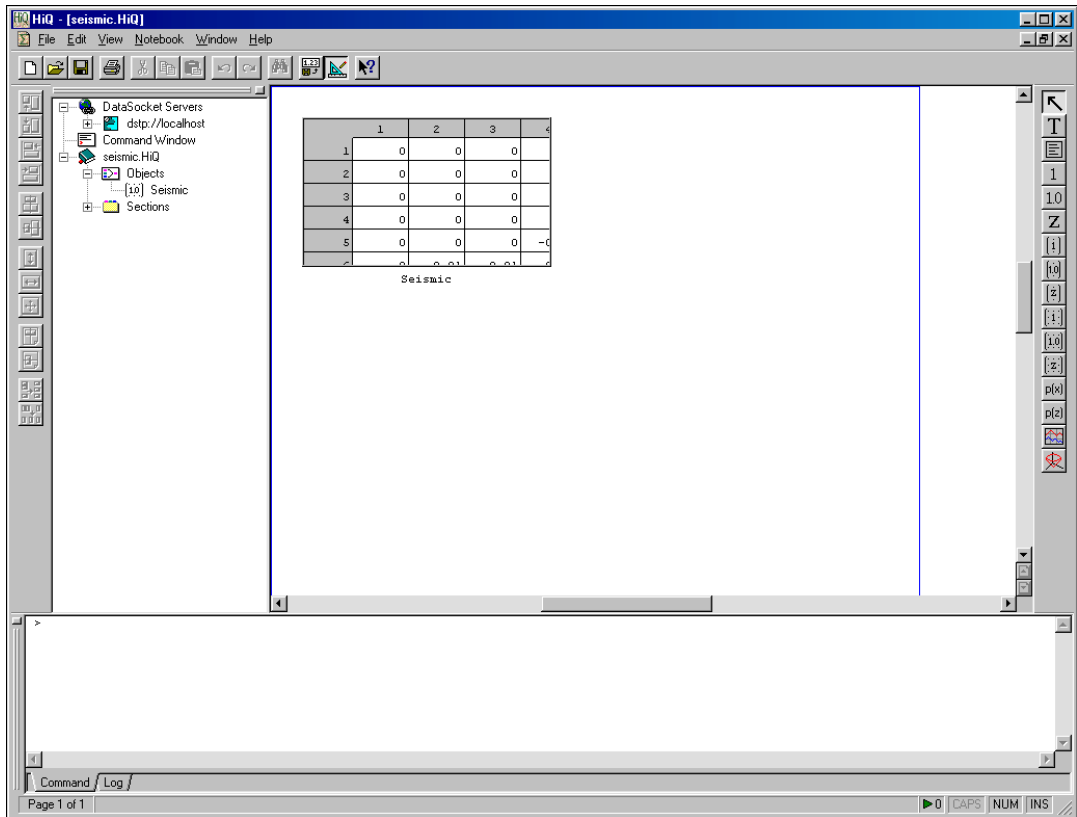 HiQ - [seismic.HiQ]
File Edit View Notebook Window Help
DataSocket Servers
dstp://localhost
Command Window
seismic.HiQ
Objects
Seismic
Sections
1 2 3
1 0 0 0
2 0 0 0
3 0 0 0
4 0 0 0
5 0 0 0
Seismic
T
1
1.0
Z
p(x)
p(z)
>
Command Log
Page 1 of 1
0 CAPS NUM INS